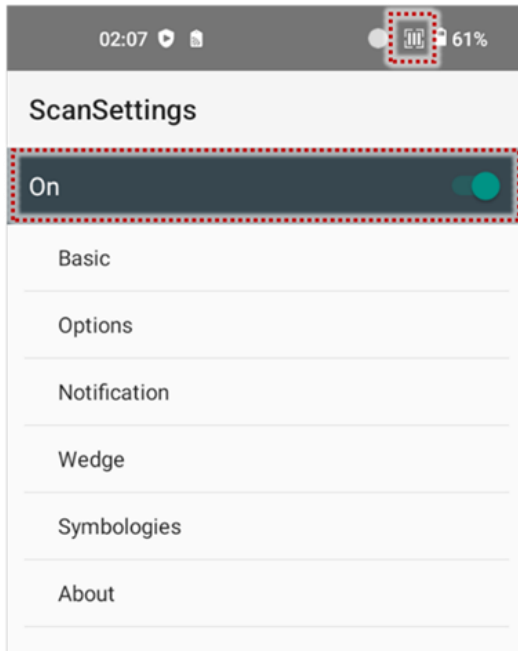 02:07 61%
ScanSettings
On
Basic
Options
Notification
Wedge
Symbologies
About